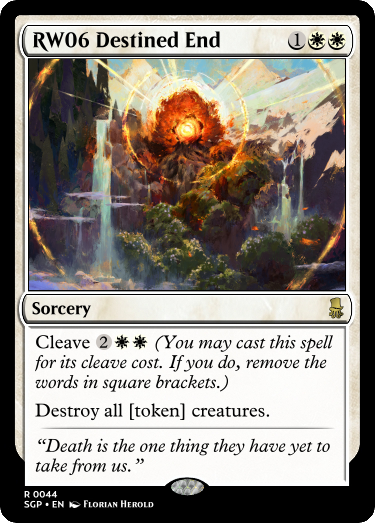 RW06 Destined End 1
Sorcery
Cleave 2 (You may cast this spell
for its cleave cost. If you do, remove the
words in square brackets.)
Destroy all [token] creatures.
“Death is the one thing they have yet to
take from us.”
R 0044
SGP • EN Florian Herold